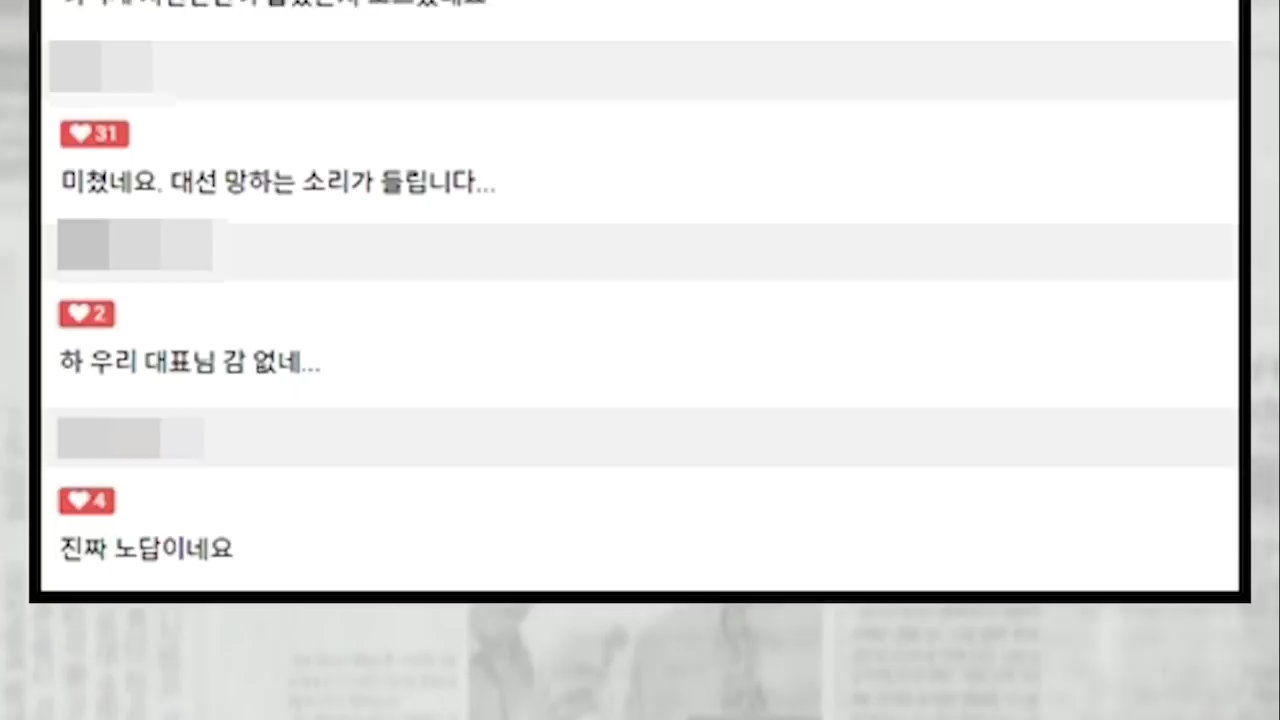 31
미쳤네요. 대선 망하는 소리가 들립니다...
2
하 우리 대표님 감 없네...
4
진짜 노답이네요